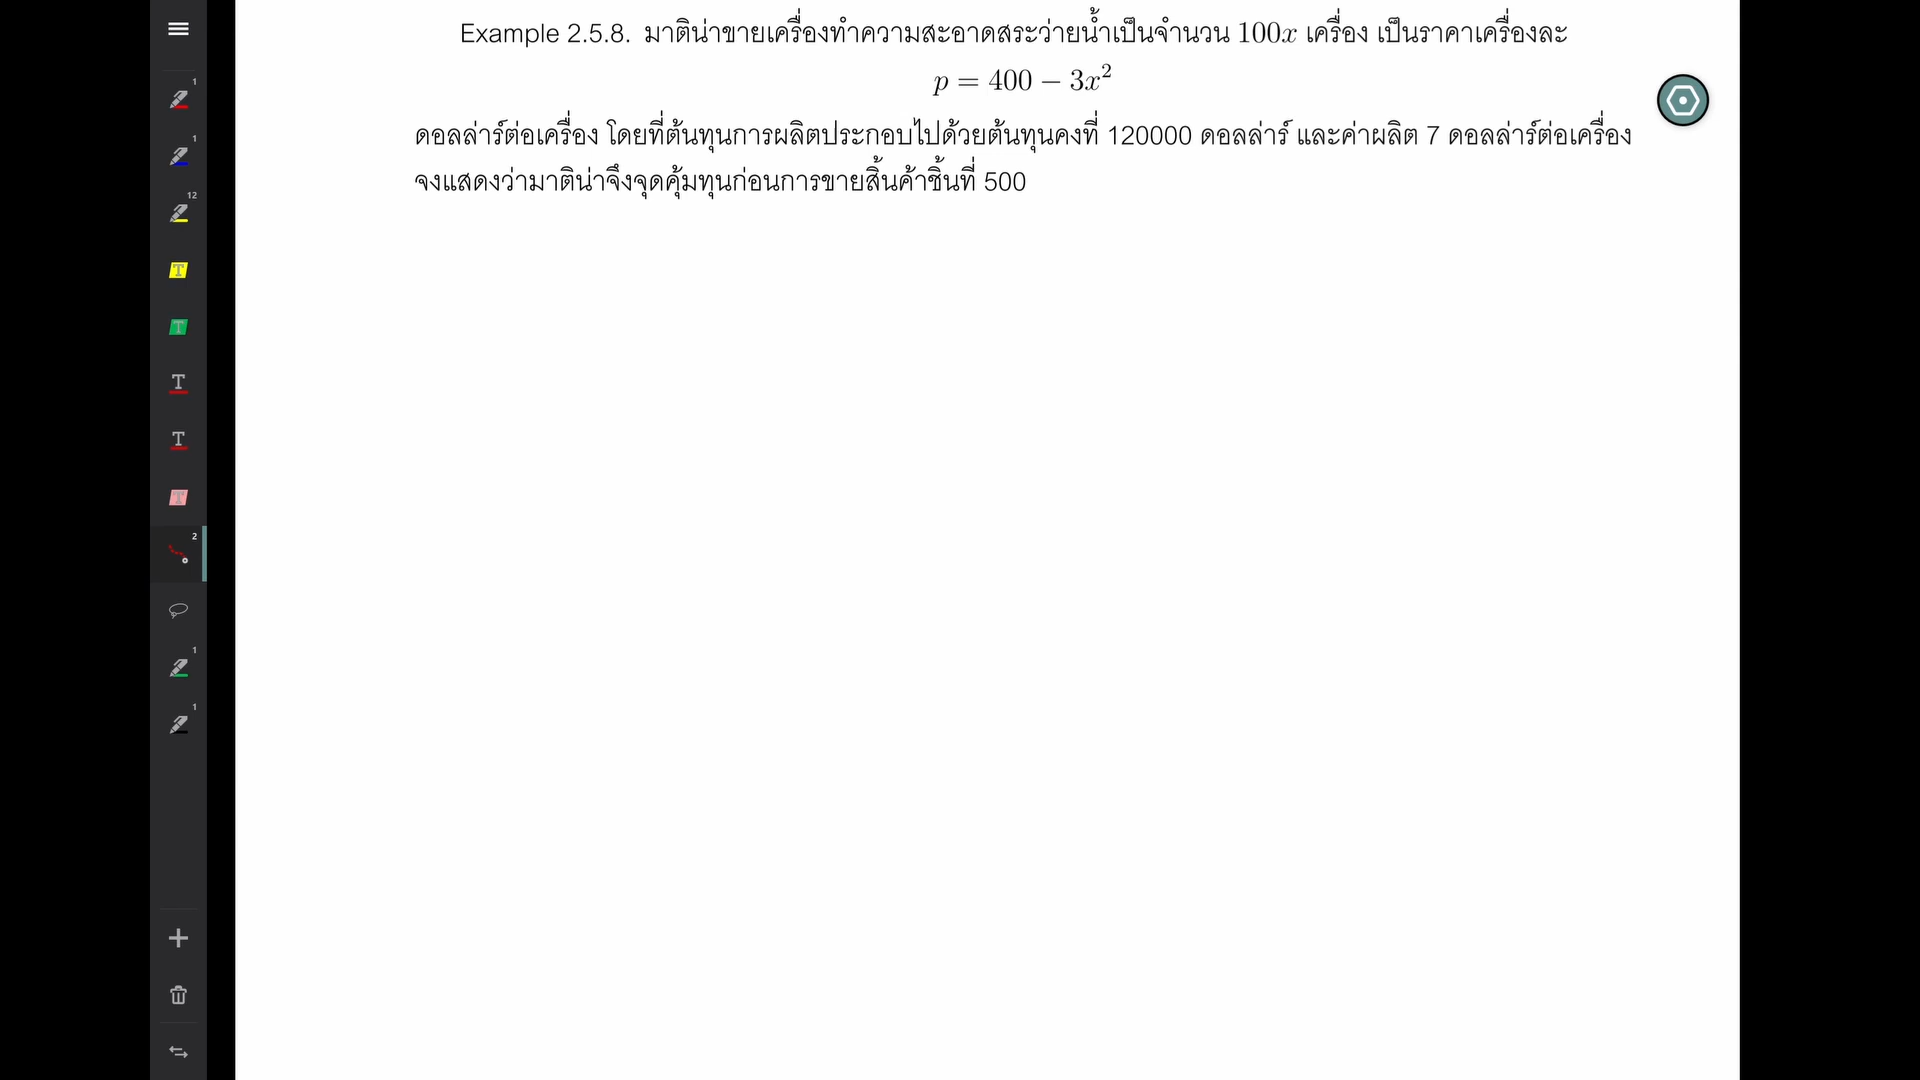 Example 2.5.8. มาติน่าขายเครื่องทำความสะอาดสระว่ายน้ำเป็นจำนวน 100x เครื่อง เป็นราคาเครื่องละ
p = 400 − 3x²
ดอลล่าร์ต่อเครื่อง โดยที่ต้นทุนการผลิตประกอบไปด้วยต้นทุนคงที่ 120000 ดอลล่าร์ และค่าผลิต 7 ดอลล่าร์ต่อเครื่อง
จงแสดงว่ามาติน่าจึงจุดคุ้มทุนก่อนการขายสิ้นค้าชิ้นที่ 500
1
1
12
T
T
T
T
T
2
1
1